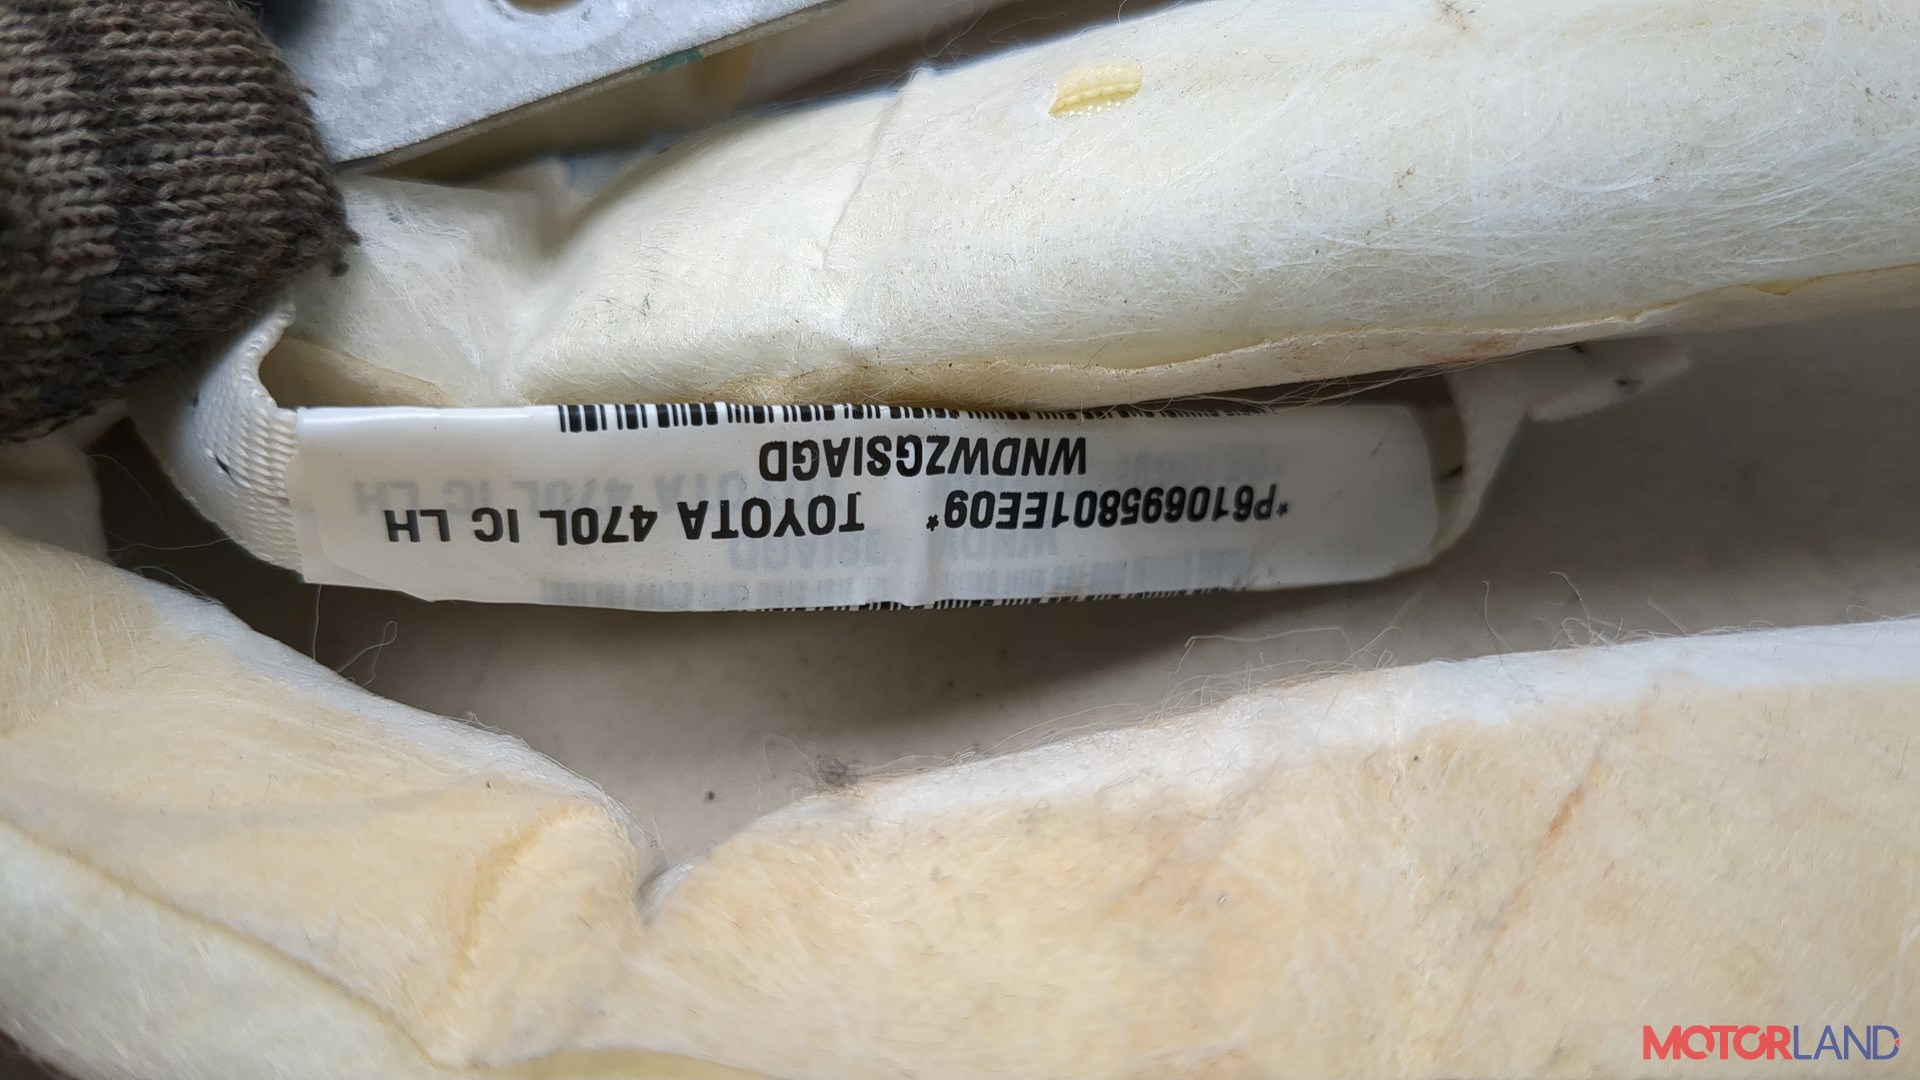 *P610695801EE09* TOYOTA 470L IC LH
WNDWZGSIAGD
MOTORLAND